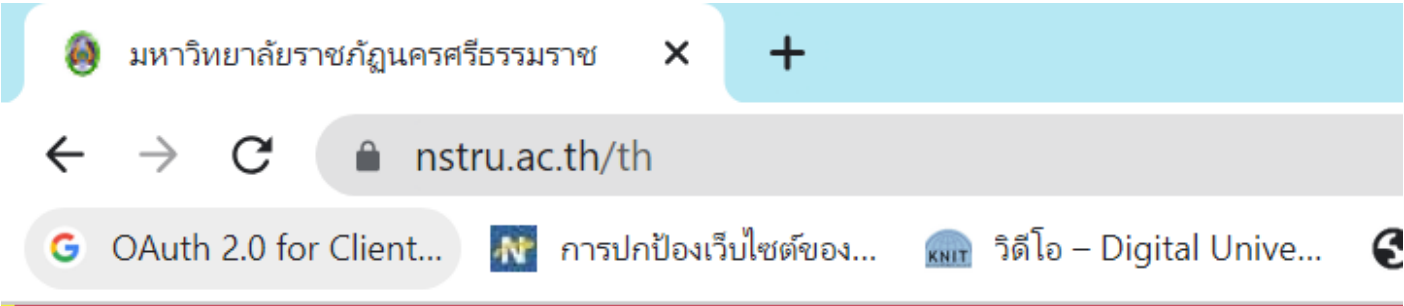 มหาวิทยาลัยราชภัฏนครศรีธรรมราช
nstru.ac.th/th
OAuth 2.0 for Client... การปกป้องเว็บไซต์ของ... KNIT วิดีโอ – Digital Unive...